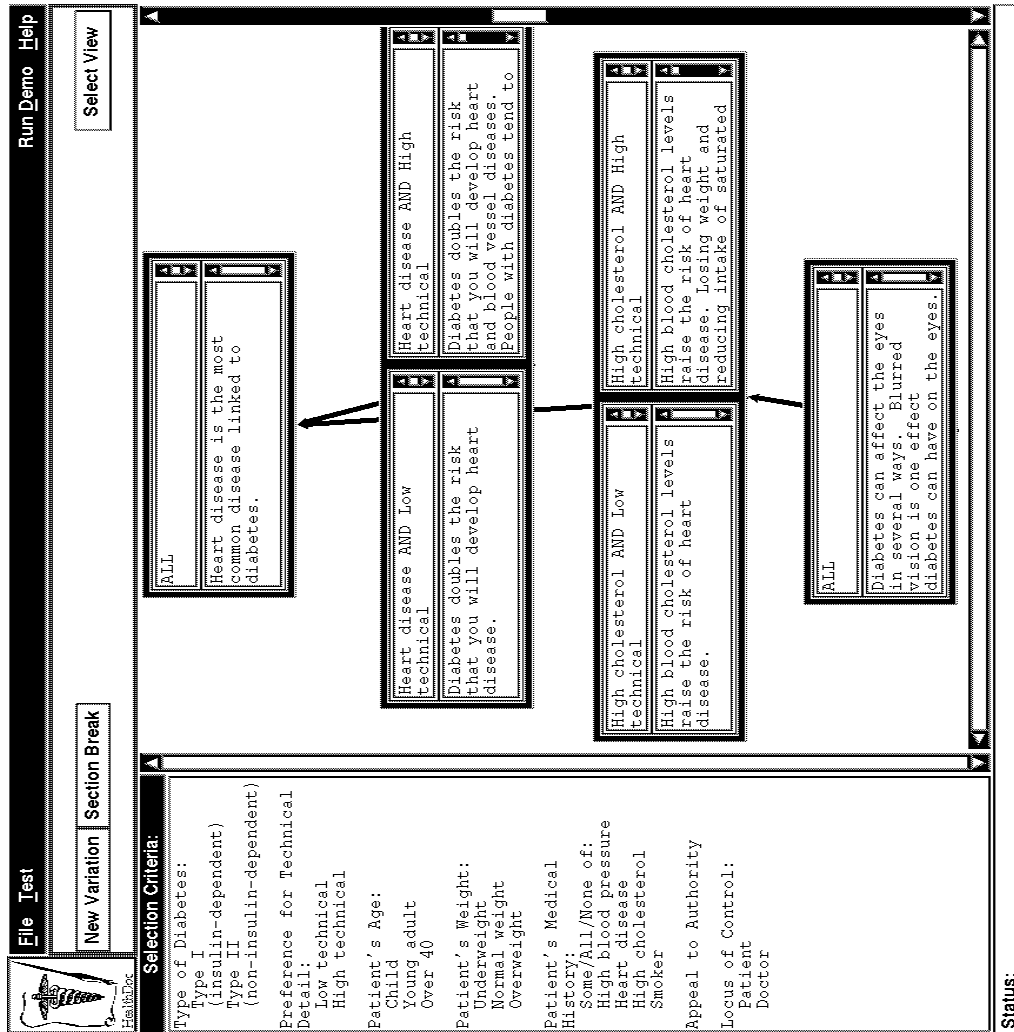 HealthDoc
File Test Run Demo Help
New Variation Section Break Select View
Selection Criteria:
Type of Diabetes:
Type I
(insulin-dependent)
Type II
(non-insulin-dependent)
Preference for Technical
Detail:
Low technical
High technical
Patient's Age:
Child
Young adult
Over 40
Patient's Weight:
Underweight
Normal weight
Overweight
Patient's Medical
History:
Some/All/None of:
High blood pressure
Heart disease
High cholesterol
Smoker
Appeal to Authority
Locus of Control:
Patient
Doctor
ALL
Heart disease is the most
common disease linked to
diabetes.
Heart disease AND Low
technical
Diabetes doubles the risk
that you will develop heart
disease.
Heart disease AND High
technical
Diabetes doubles the risk
that you will develop heart
and blood vessel diseases.
People with diabetes tend to
High cholesterol AND Low
technical
High blood cholesterol levels
raise the risk of heart
disease.
High cholesterol AND High
technical
High blood cholesterol levels
raise the risk of heart
disease. Losing weight and
reducing intake of saturated
ALL
Diabetes can affect the eyes
in several ways. Blurred
vision is one effect
diabetes can have on the eyes.
Status: